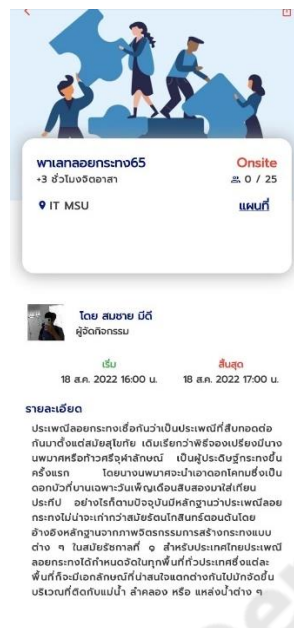 พาเลทลอยกระทง65
Onsite
+3 ชั่วโมงจิตอาสา
0 / 25
IT MSU
แผนที่
โดย สมชาย มีดี
ผู้จัดกิจกรรม
เริ่ม
สิ้นสุด
18 ส.ค. 2022 16:00 น.
18 ส.ค. 2022 17:00 น.
รายละเอียด
ประเพณีลอยกระทงเชื่อกันว่าเป็นประเพณีที่สืบทอดต่อ
กันมาตั้งแต่สมัยสุโขทัย เดิมเรียกว่าพิธีจองเปรียงมีนาง
นพมาศหรือท้าวศรีจุฬาลักษณ์ เป็นผู้ประดิษฐ์กระทงขึ้น
ครั้งแรก โดยนางนพมาศจะนำเอาดอกโคทมซึ่งเป็น
ดอกบัวที่บานเฉพาะวันเพ็ญเดือนสิบสองมาใส่เทียน
ประทีป อย่างไรก็ตามปัจจุบันมีหลักฐานว่าประเพณีลอย
กระทงไม่น่าจะเก่ากว่าสมัยรัตนโกสินทร์ตอนต้นโดย
อ้างอิงหลักฐานจากภาพจิตรกรรมการสร้างกระทงแบบ
ต่าง ๆ ในสมัยรัชกาลที่ ๑ สำหรับประเทศไทยประเพณี
ลอยกระทงได้กำหนดจัดในทุกพื้นที่ทั่วประเทศซึ่งแต่ละ
พื้นที่ก็จะมีเอกลักษณ์ที่น่าสนใจแตกต่างกันไปมักจัดขึ้น
บริเวณที่ติดกับแม่น้ำ ลำคลอง หรือ แหล่งน้ำต่าง ๆ